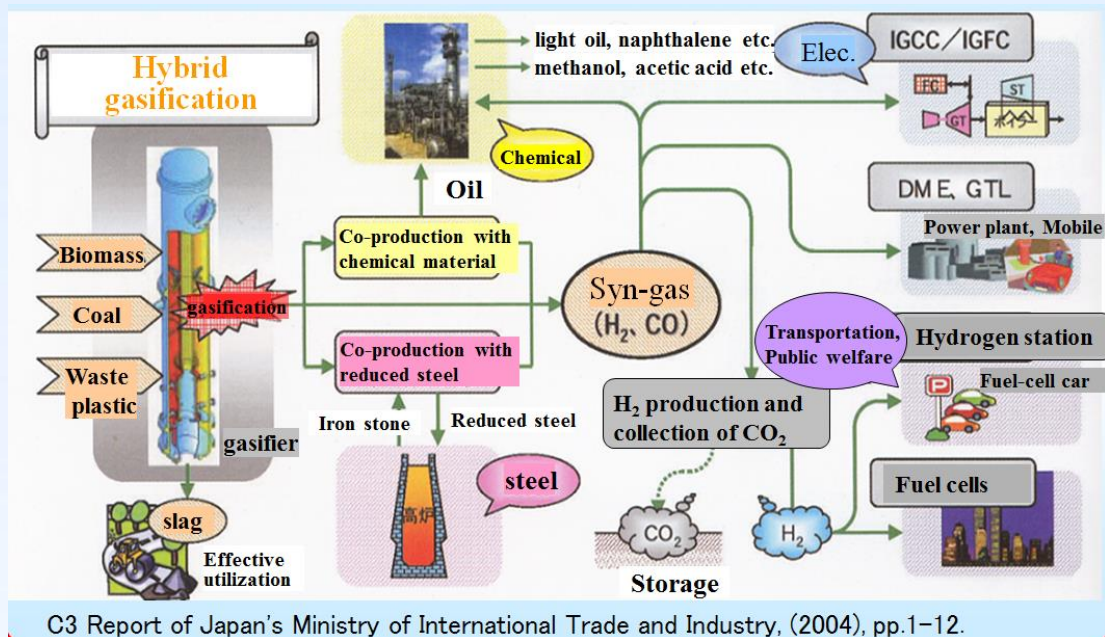 Hybrid
gasification
Biomass
Coal
Waste
plastic
gasification
gasifier
slag
Effective
utilization
light oil, naphthalene etc.
methanol, acetic acid etc.
Chemical
Oil
Co-production with
chemical material
Co-production with
reduced steel
Iron stone
Reduced steel
steel
高炉
Syn-gas
(H₂、CO)
Elec.
IGCC／IGFC
FC
ST
GT
ボイラー
DME、GTL
Power plant, Mobile
Transportation,
Public welfare
Hydrogen station
Fuel-cell car
P
H₂ production and
collection of CO₂
CO₂
Storage
H₂
Fuel cells
C3 Report of Japan's Ministry of International Trade and Industry, (2004), pp.1-12.